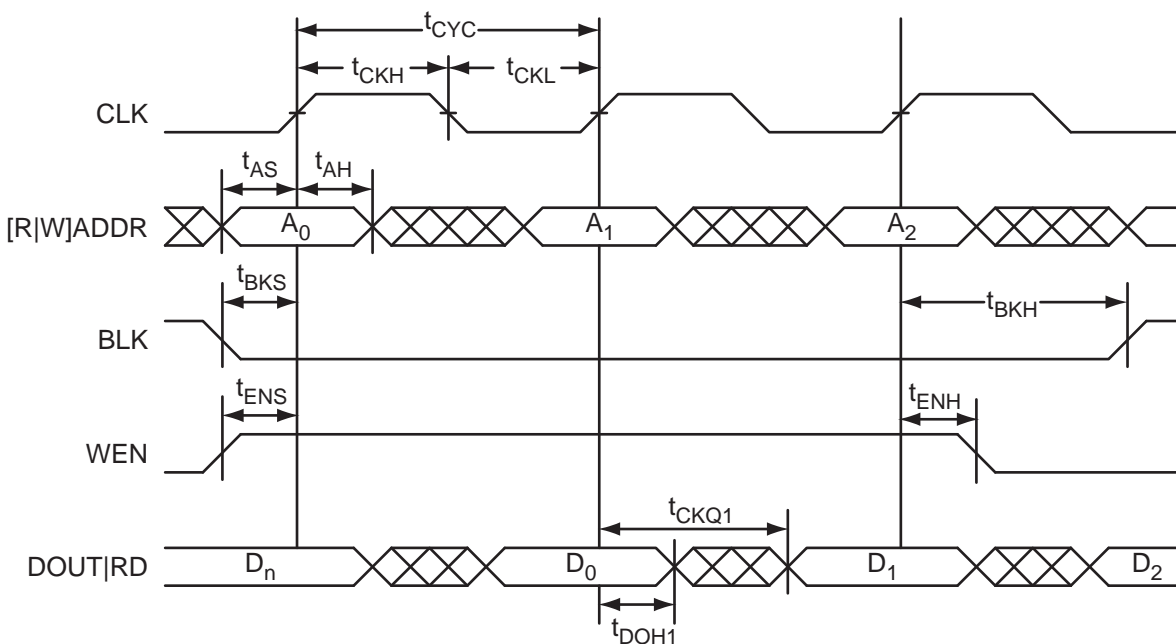 tCYC
tCKH tCKL
CLK
tAS tAH
[R|W]ADDR A0 A1 A2
tBKS tBKH
BLK
tENS tENH
WEN
tCKQ1
DOUT|RD Dn D0 D1 D2
tDOH1